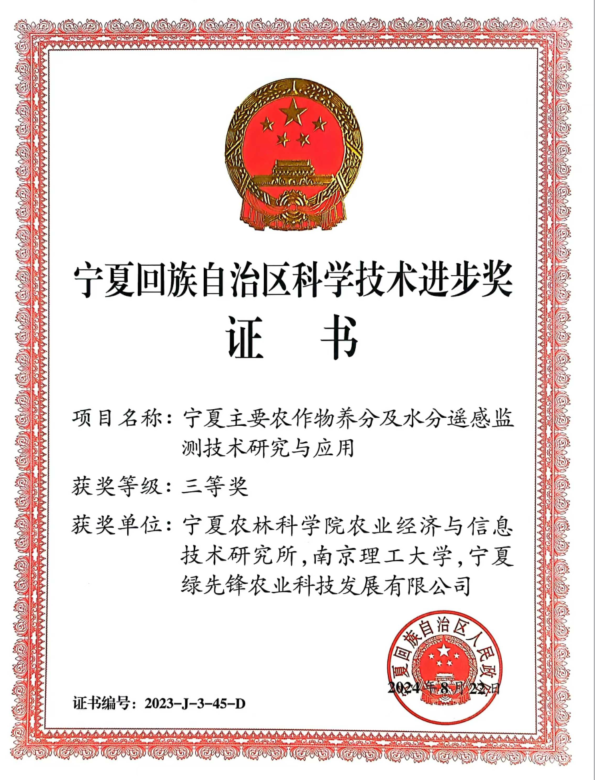 宁夏回族自治区科学技术进步奖
证 书
项目名称：宁夏主要农作物养分及水分遥感监
测技术研究与应用
获奖等级：三等奖
获奖单位：宁夏农林科学院农业经济与信息
技术研究所，南京理工大学，宁夏
绿先锋农业科技发展有限公司
宁夏回族自治区人民政
2024年8月22日
证书编号：2023-J-3-45-D